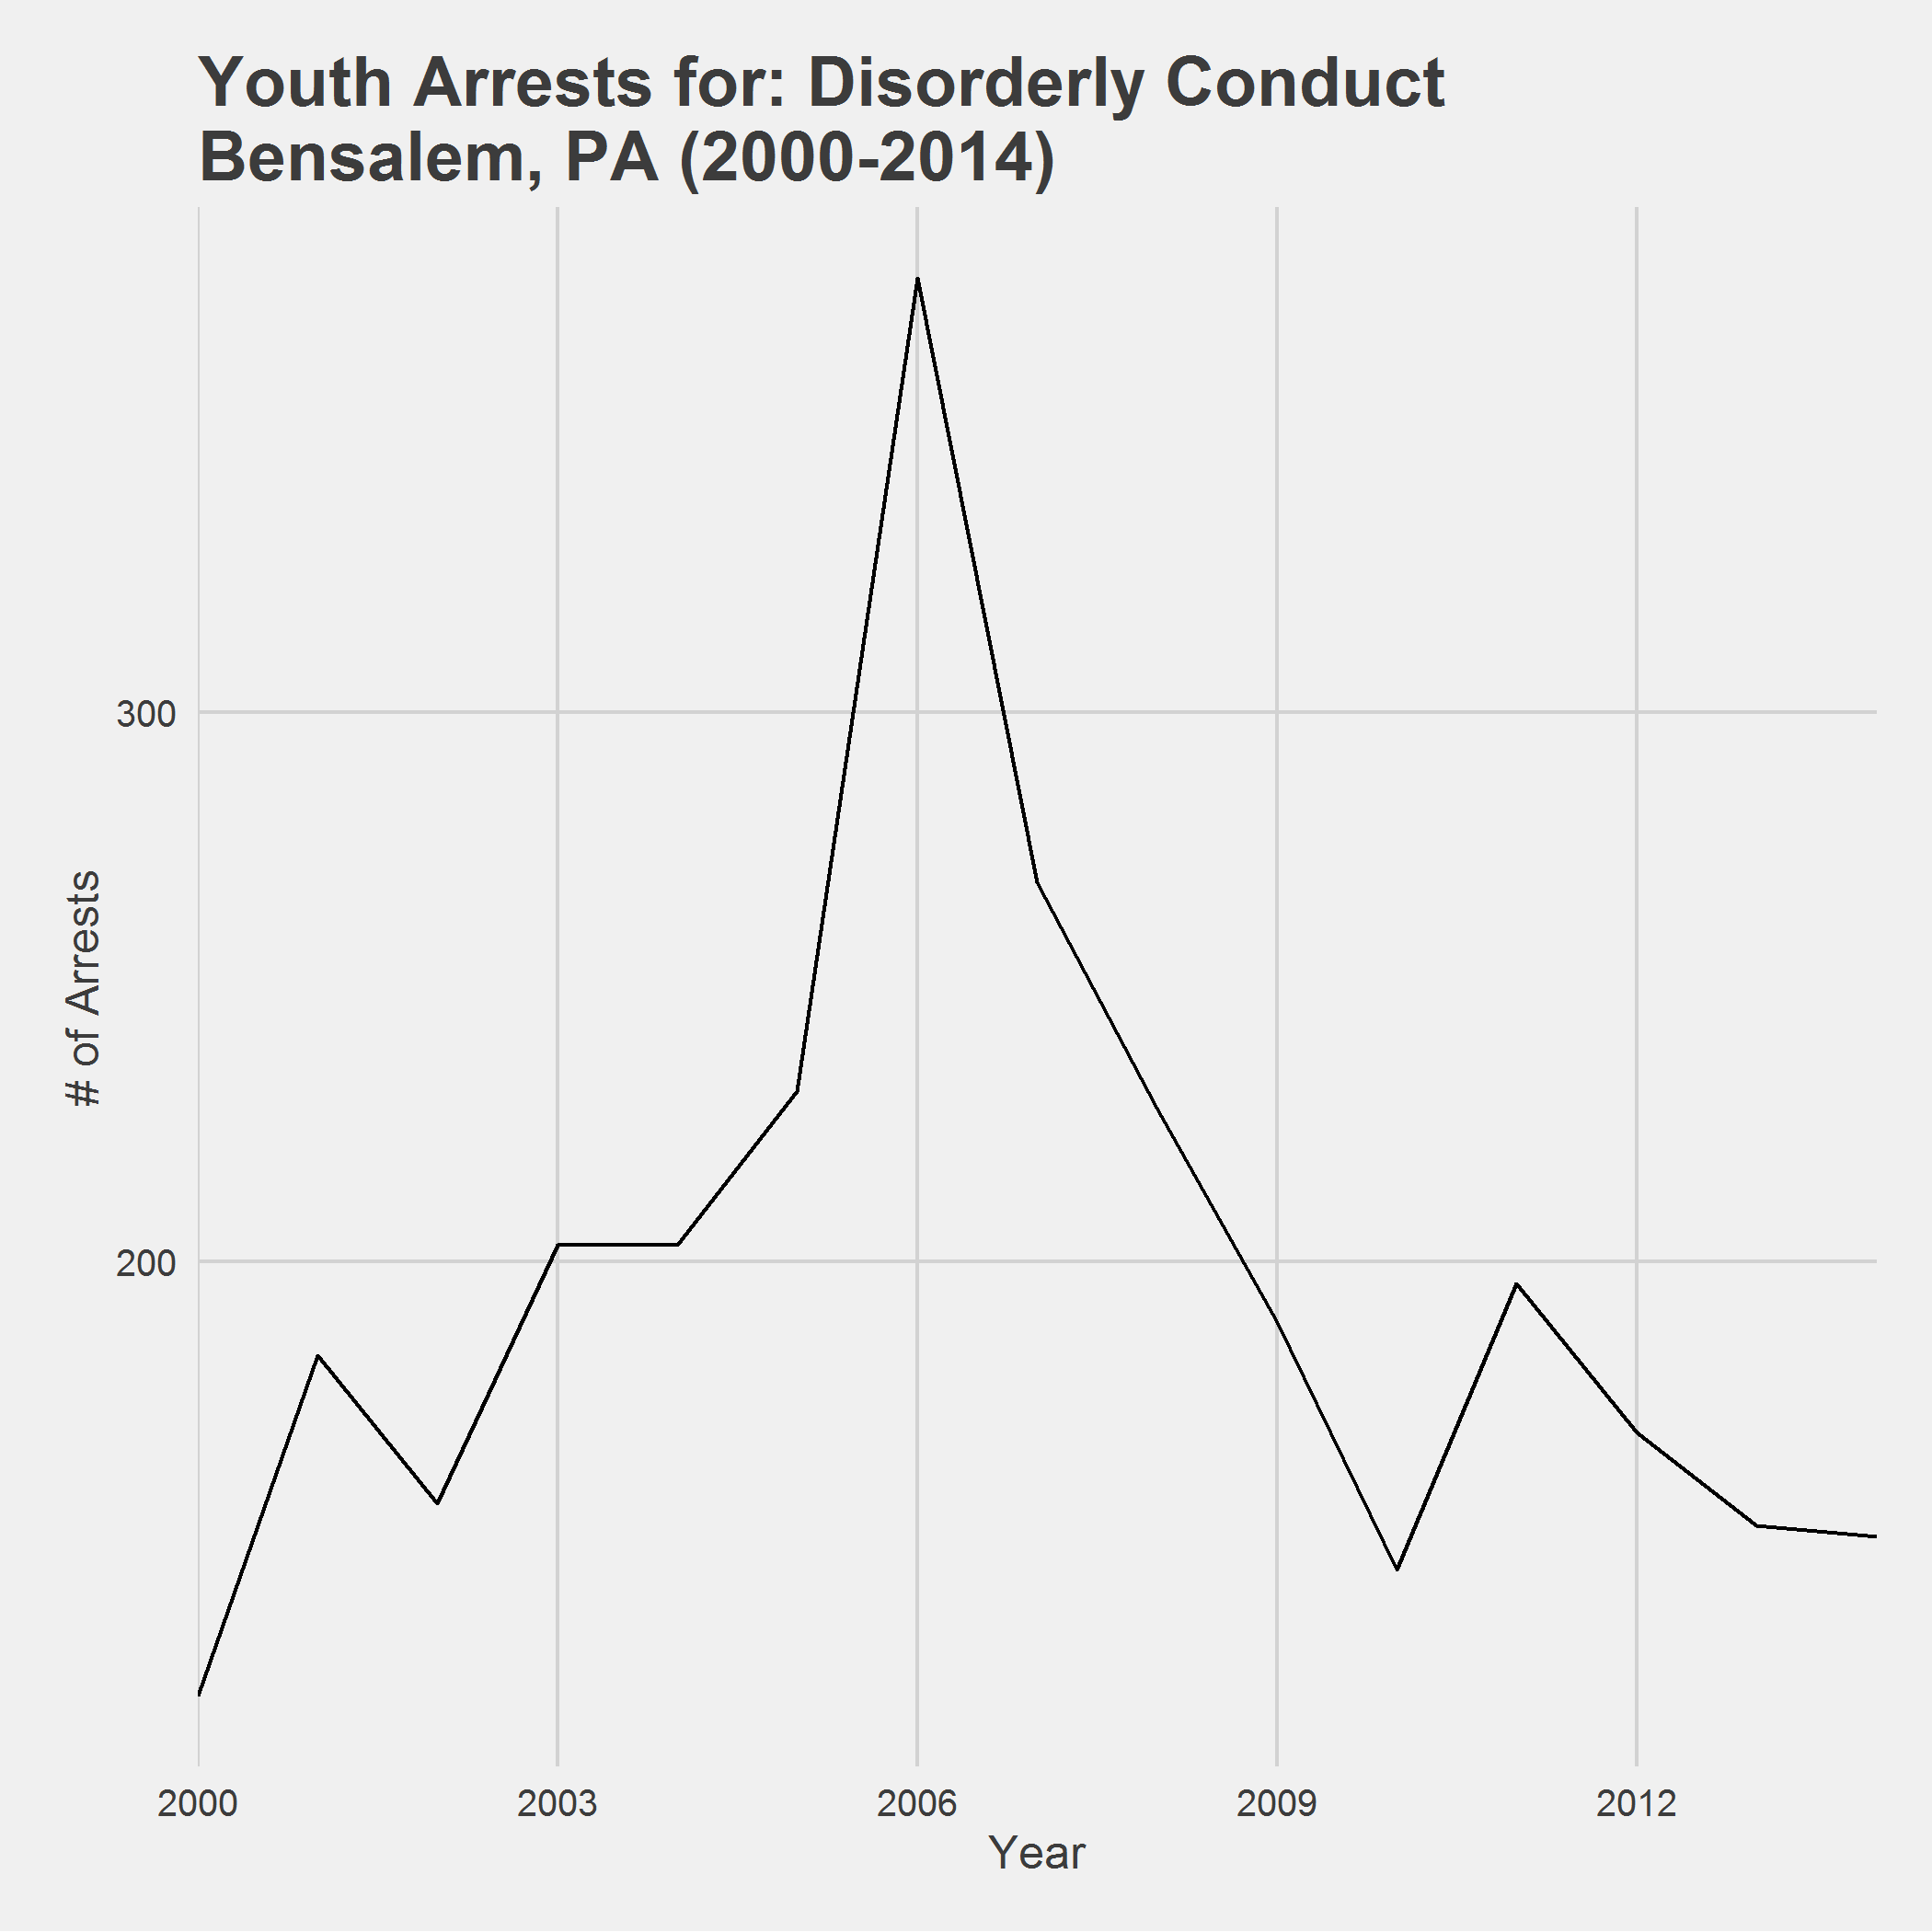 Youth Arrests for: Disorderly Conduct
Bensalem, PA (2000-2014)
300
200
# of Arrests
2000
2003
2006
2009
2012
Year